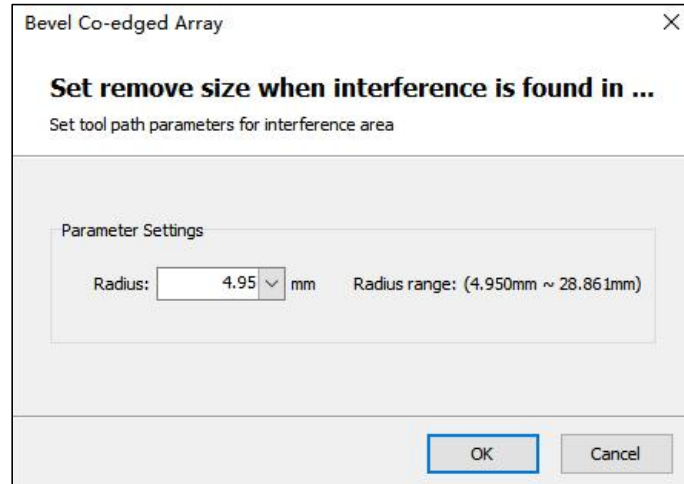 Bevel Co-edged Array
Set remove size when interference is found in ...
Set tool path parameters for interference area
Parameter Settings
Radius: 4.95 mm Radius range: (4.950mm ~ 28.861mm)
OK Cancel